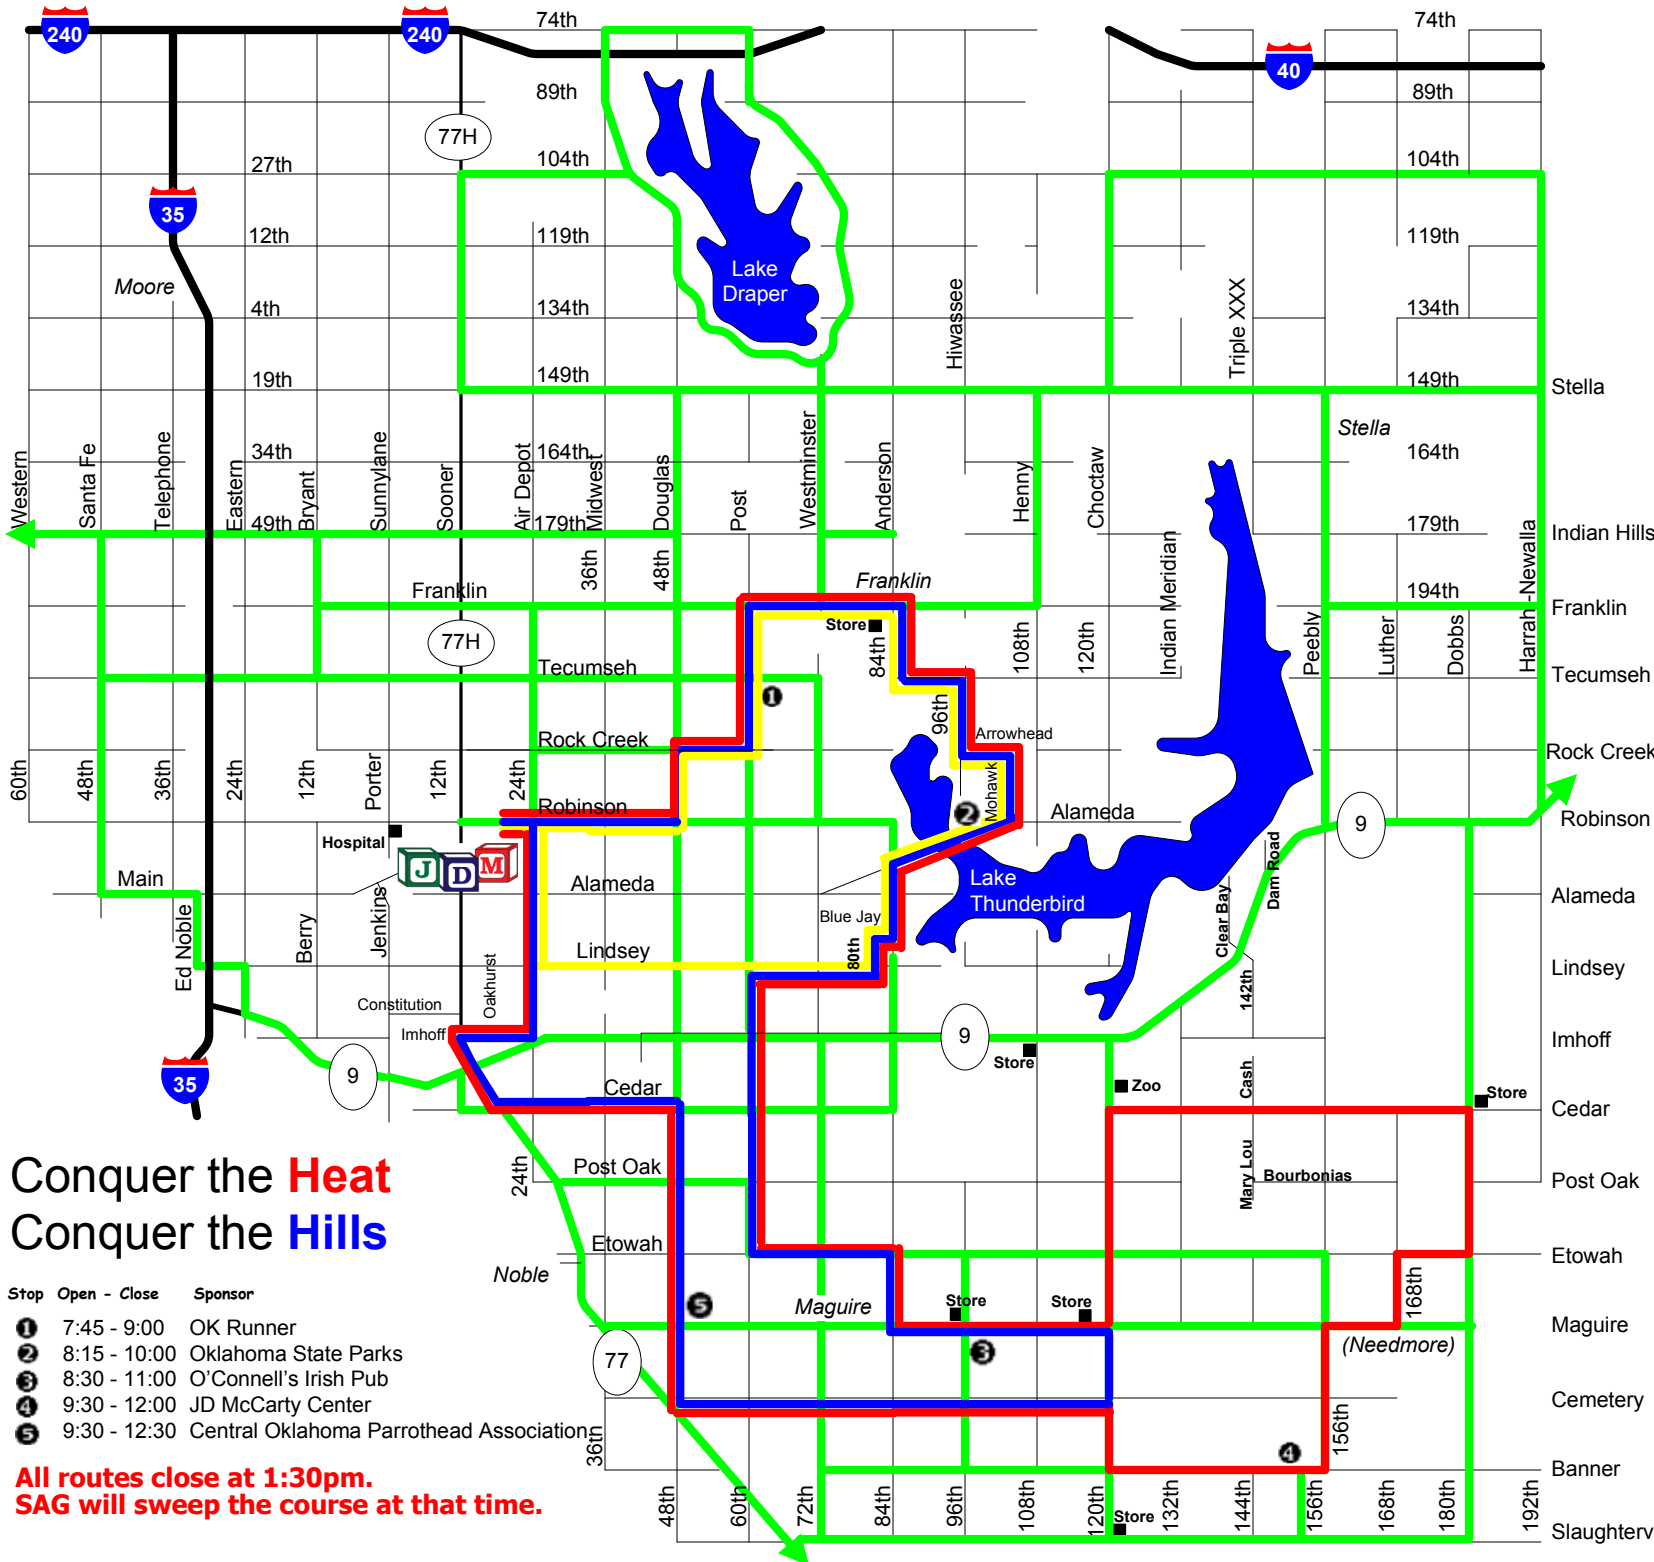 240
240
74th
74th
40
89th
89th
77H
27th
104th
104th
35
12th
119th
119th
Moore
Lake
Draper
4th
134th
134th
Hiwassee
Triple XXX
19th
149th
149th
Stella
Western
Santa Fe
Telephone
Eastern
34th
Bryant
Sunnylane
Sooner
Air Depot
164th
Midwest
Douglas
Post
Westminster
Anderson
Henny
Choctaw
Stella
164th
49th
179th
179th
Indian Hills
36th
48th
Franklin
Franklin
Indian Meridian
Harrah-Newalla
194th
Franklin
Store
84th
77H
108th
120th
Peebly
Luther
Dobbs
Tecumseh
Tecumseh
1
96th
Arrowhead
Rock Creek
Rock Creek
60th
48th
36th
24th
12th
Porter
12th
24th
Robinson
Mohawk
2
Alameda
Robinson
9
Hospital
J D M
Main
Alameda
Lake
Thunderbird
Dam Road
Alameda
Ed Noble
Berry
Jenkins
Blue Jay
Clear Bay
Lindsey
80th
Lindsey
Oakhurst
142th
Constitution
Imhoff
9
Imhoff
Store
35
9
Cedar
Zoo
Cash
Store
Cedar
Conquer the Heat
24th
Post Oak
Mary Lou
Bourbonias
Post Oak
Conquer the Hills
Etowah
Etowah
Noble
168th
Stop Open - Close Sponsor
5
Maguire
Store
Store
Maguire
1 7:45 - 9:00 OK Runner
(Needmore)
2 8:15 - 10:00 Oklahoma State Parks
77
3
3 8:30 - 11:00 O'Connell's Irish Pub
4 9:30 - 12:00 JD McCarty Center
Cemetery
5 9:30 - 12:30 Central Oklahoma Parrothead Association
36th
156th
4
All routes close at 1:30pm.
Banner
SAG will sweep the course at that time.
48th
60th
72th
84th
96th
108th
120th
Store
132th
144th
156th
168th
180th
192th
Slaughterv